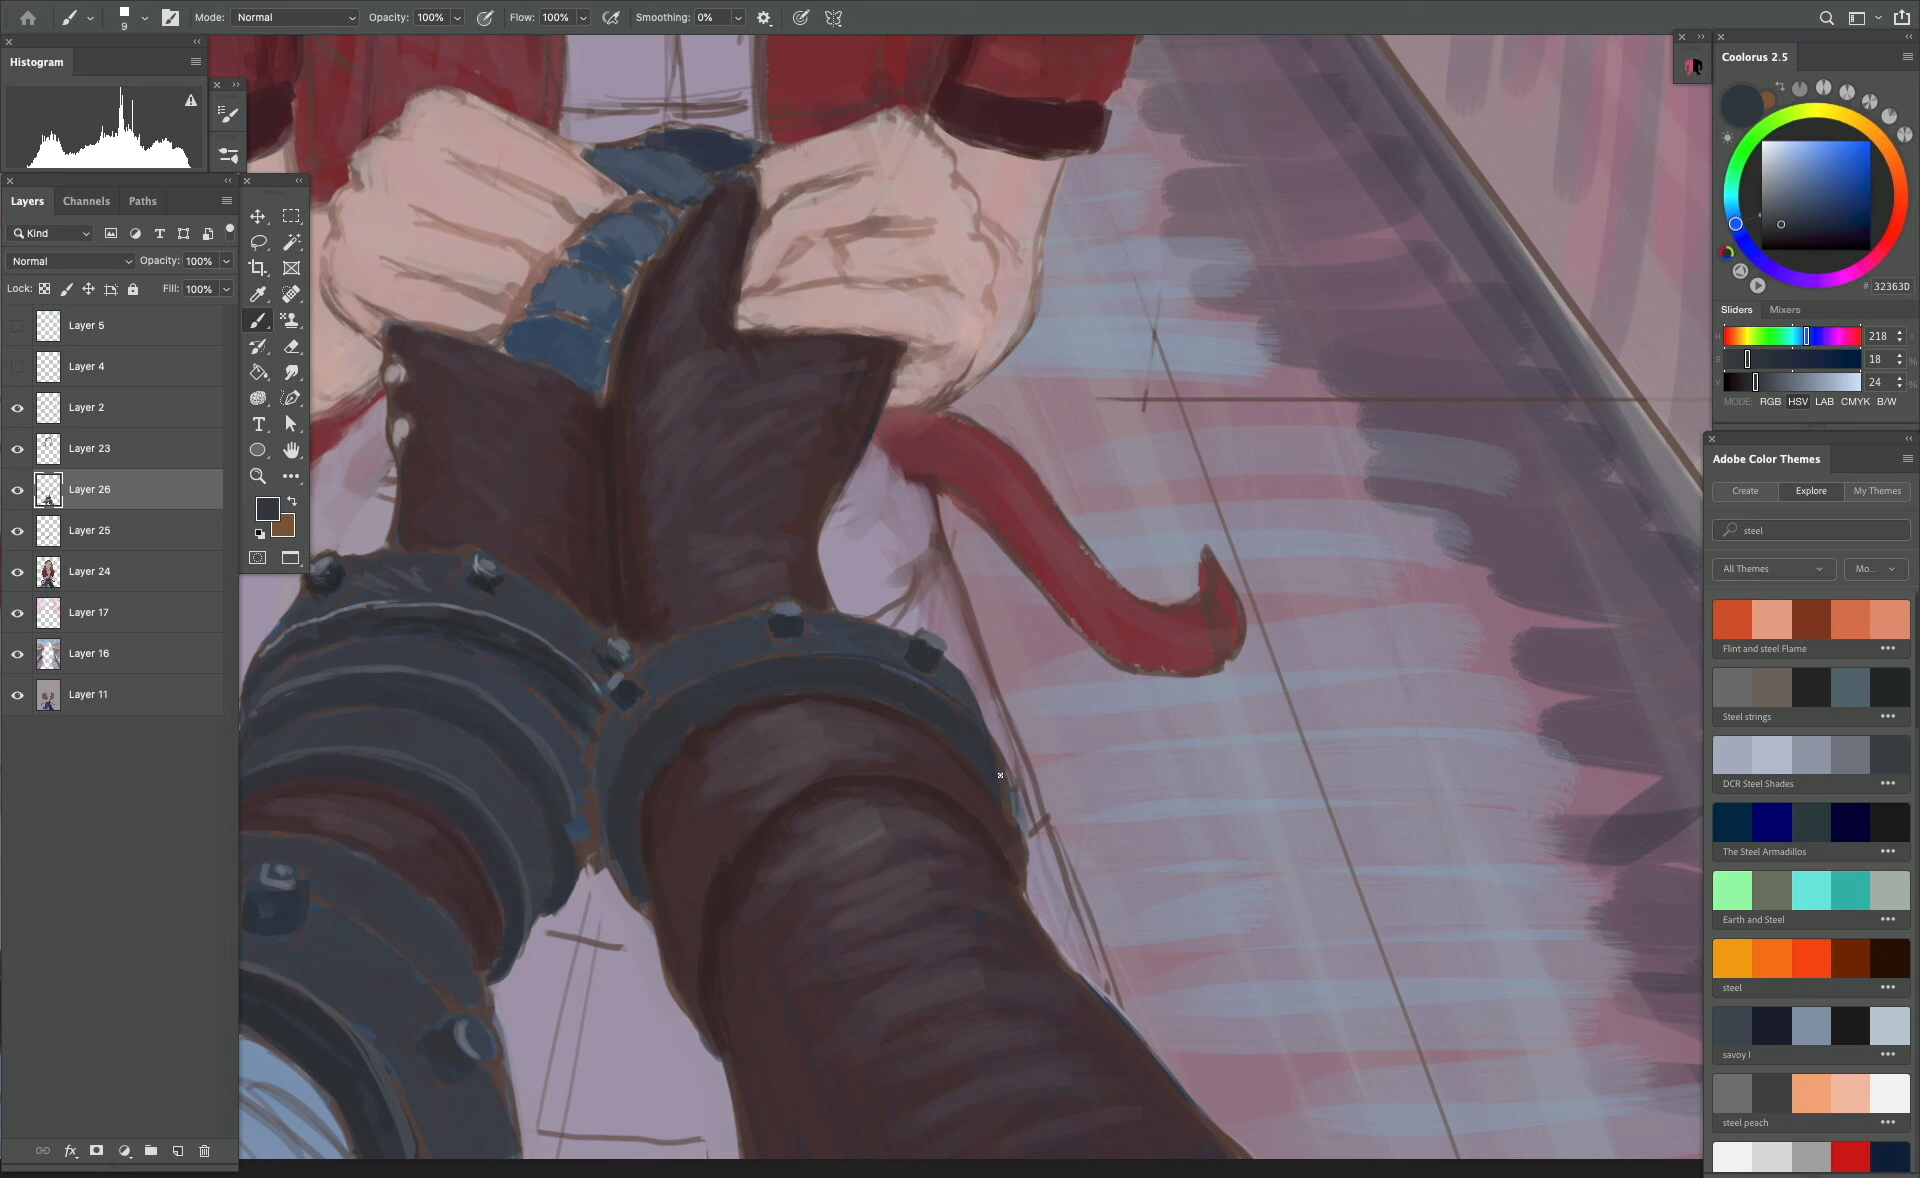 Mode: Normal Opacity: 100% Flow: 100% Smoothing: 0%
9
Histogram
Layers Channels Paths
Kind
Normal Opacity: 100%
Lock: Fill: 100%
Layer 5
Layer 4
Layer 2
Layer 23
Layer 26
Layer 25
Layer 24
Layer 17
Layer 16
Layer 11
fx
Coolorus 2.5
# 32363D
Sliders Mixers
H 218 °
S 18 %
V 24 %
MODE: RGB HSV LAB CMYK B/W
Adobe Color Themes
Create Explore My Themes
steel
All Themes Mo...
Flint and steel Flame
Steel strings
DCR Steel Shades
The Steel Armadillos
Earth and Steel
steel
savoy I
steel peach